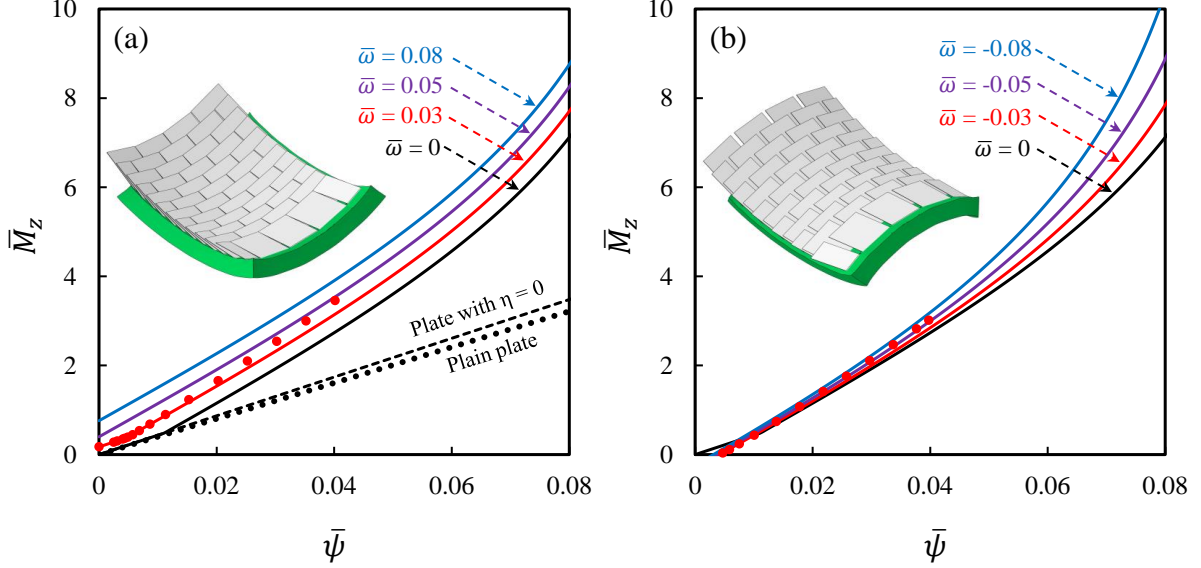 (a)
ω̄ = 0.08
ω̄ = 0.05
ω̄ = 0.03
ω̄ = 0
Plate with η = 0
Plain plate
10
8
6
4
2
0
M̄z
0
0.02
0.04
0.06
0.08
ψ̄
(b)
ω̄ = -0.08
ω̄ = -0.05
ω̄ = -0.03
ω̄ = 0
10
8
6
4
2
0
M̄z
0
0.02
0.04
0.06
0.08
ψ̄